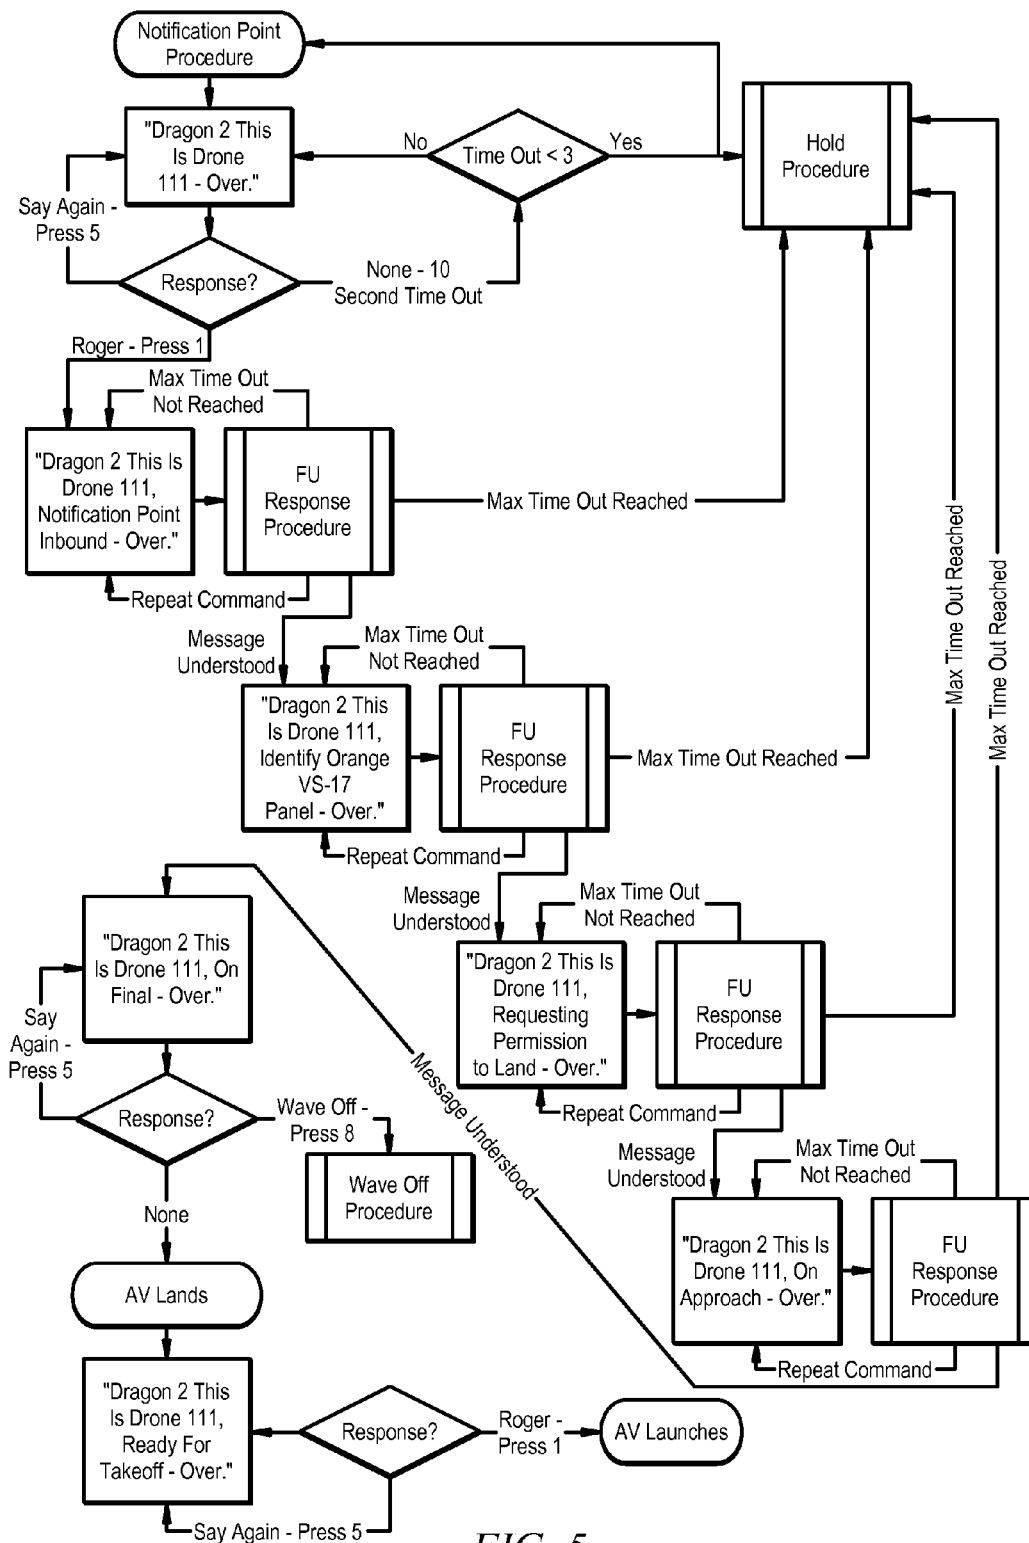 Notification Point
Procedure
"Dragon 2 This
Is Drone
111 - Over."
No
Time Out < 3
Yes
Hold
Procedure
Say Again -
Press 5
Response?
None - 10
Second Time Out
Roger - Press 1
Max Time Out
Not Reached
"Dragon 2 This Is
Drone 111,
Notification Point
Inbound - Over."
FU
Response
Procedure
Max Time Out Reached
Repeat Command
Message
Understood
Max Time Out
Not Reached
"Dragon 2 This
Is Drone 111,
Identify Orange
VS-17
Panel - Over."
FU
Response
Procedure
Max Time Out Reached
Max Time Out Reached
Max Time Out Reached
Repeat Command
Message
Understood
Max Time Out
Not Reached
"Dragon 2 This Is
Drone 111,
Requesting
Permission
to Land - Over."
FU
Response
Procedure
Repeat Command
Message
Understood
Max Time Out
Not Reached
"Dragon 2 This Is
Drone 111, On
Approach - Over."
FU
Response
Procedure
Repeat Command
Message Understood
"Dragon 2 This
Is Drone 111, On
Final - Over."
Say
Again -
Press 5
Response?
Wave Off -
Press 8
Wave Off
Procedure
None
AV Lands
"Dragon 2 This
Is Drone 111,
Ready For
Takeoff - Over."
Response?
Roger -
Press 1
AV Launches
Say Again - Press 5
FIG. 5